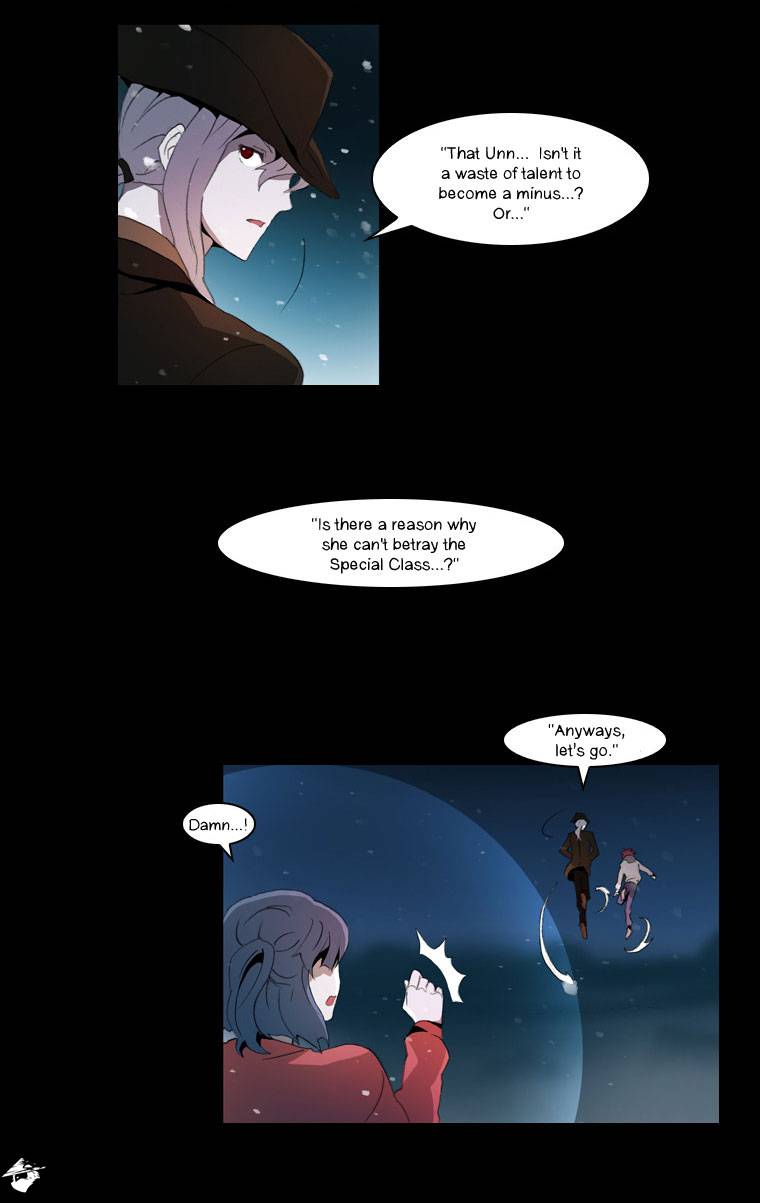 "That Unn... Isn't it
a waste of talent to
become a minus...?
Or..."
"Is there a reason why
she can't betray the
Special Class...?"
"Anyways,
let's go."
Damn...!